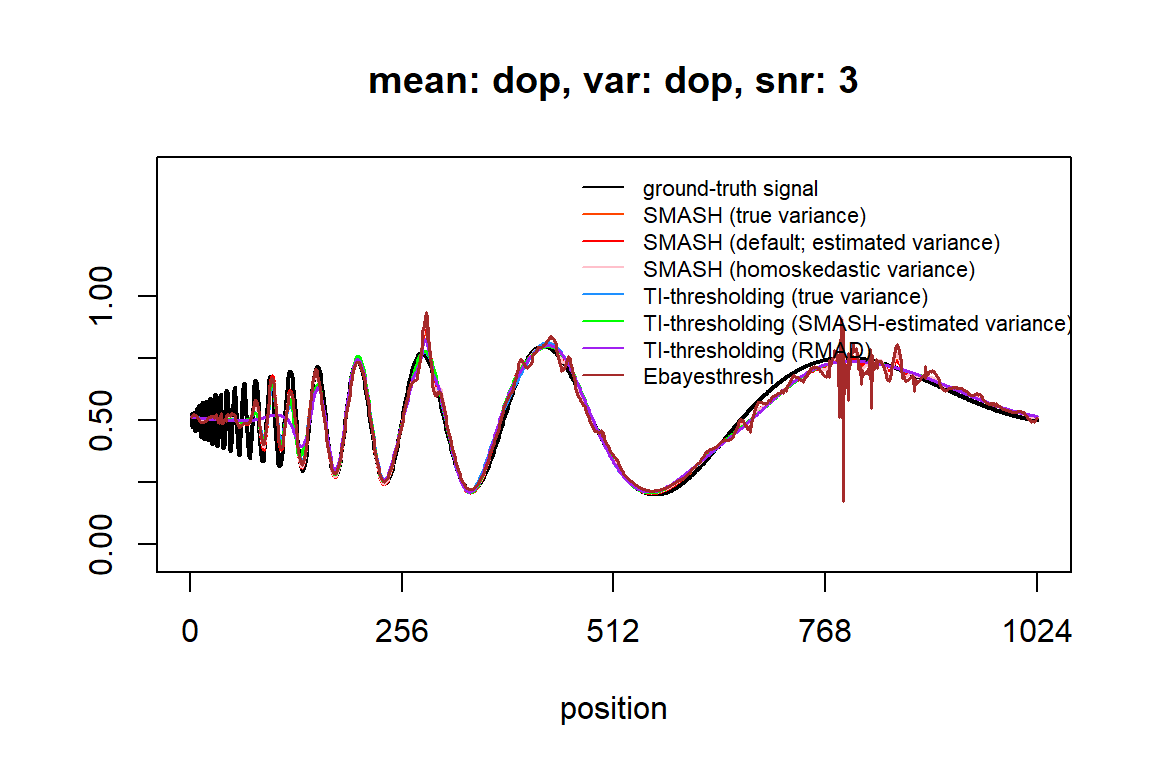 mean: dop, var: dop, snr: 3
ground-truth signal
SMASH (true variance)
SMASH (default; estimated variance)
SMASH (homoskedastic variance)
TI-thresholding (true variance)
TI-thresholding (SMASH-estimated variance)
TI-thresholding (RMAD)
Ebayesthresh
1.00
0.50
0.00
0 256 512 768 1024
position